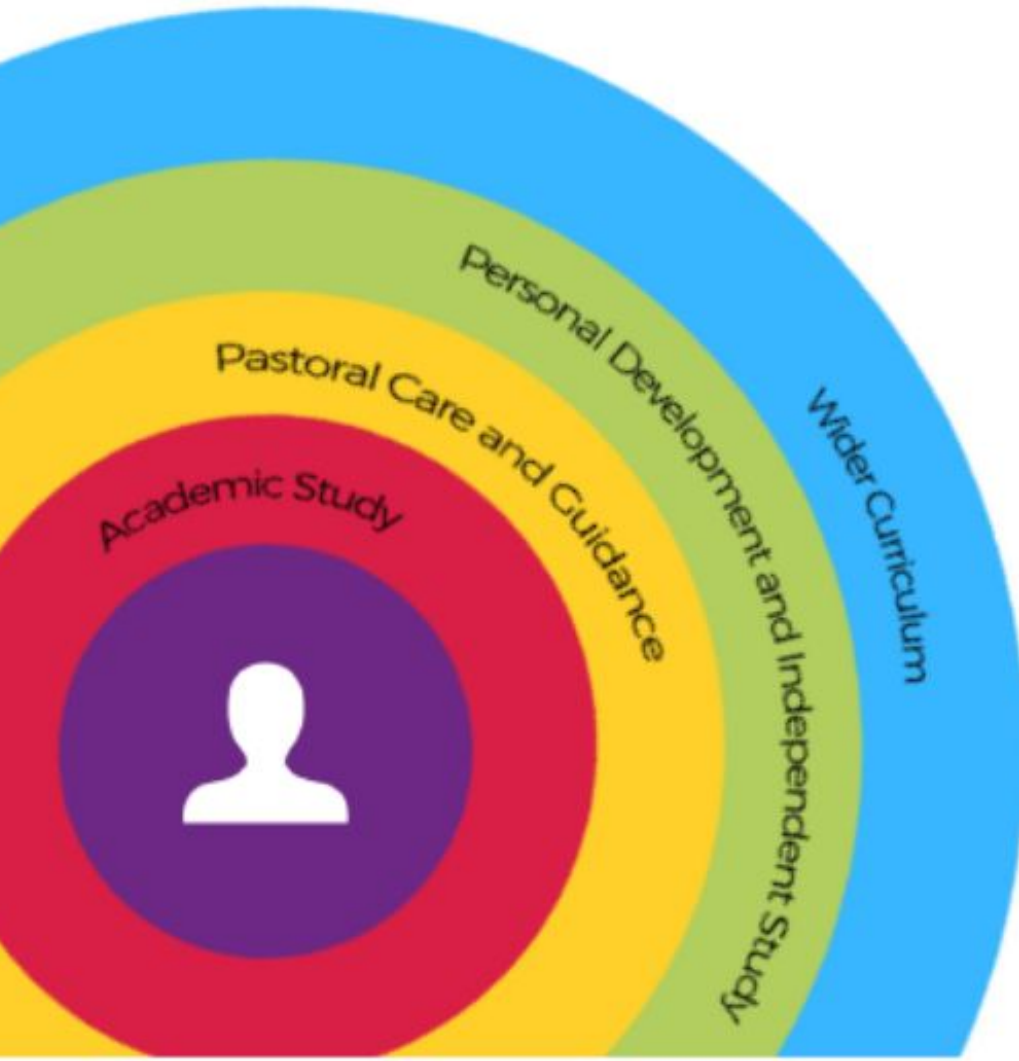 Academic Study
Pastoral Care and Guidance
Personal Development and Independent Study
Wider Curriculum